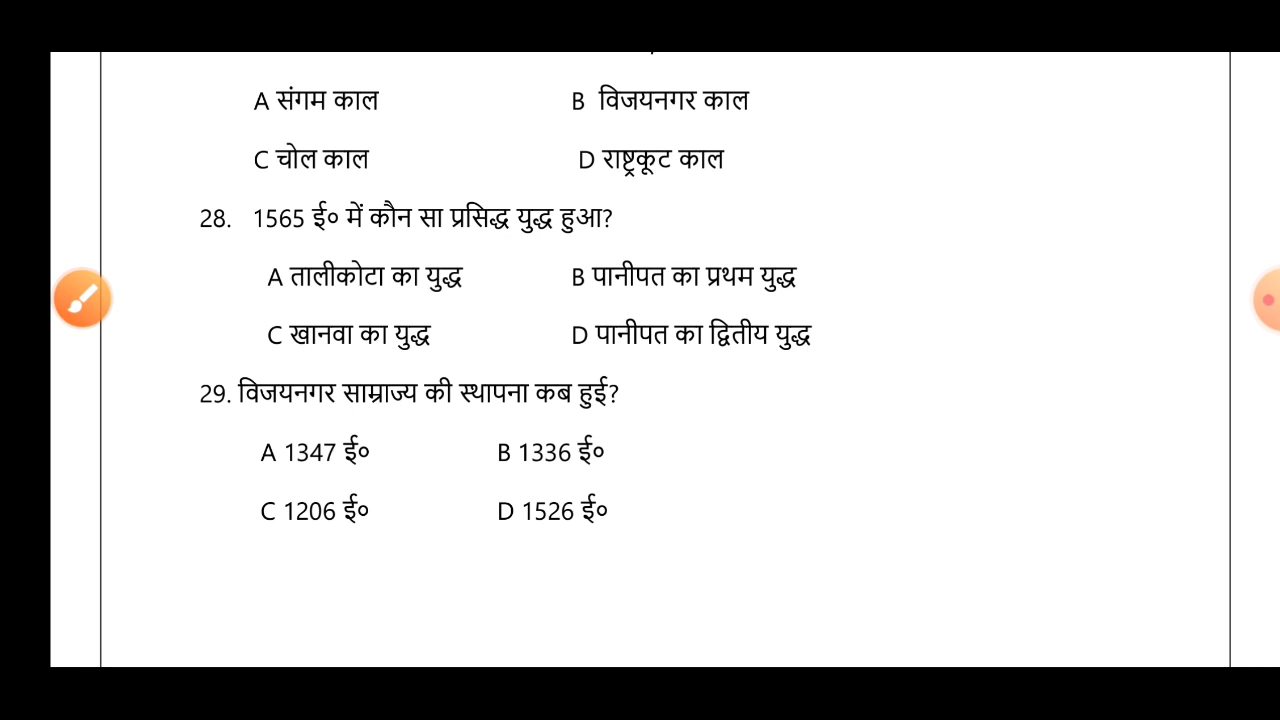 A संगम काल B विजयनगर काल
C चोल काल D राष्ट्रकूट काल
28. 1565 ई० में कौन सा प्रसिद्ध युद्ध हुआ?
A तालीकोटा का युद्ध B पानीपत का प्रथम युद्ध
C खानवा का युद्ध D पानीपत का द्वितीय युद्ध
29. विजयनगर साम्राज्य की स्थापना कब हुई?
A 1347 ई० B 1336 ई०
C 1206 ई० D 1526 ई०